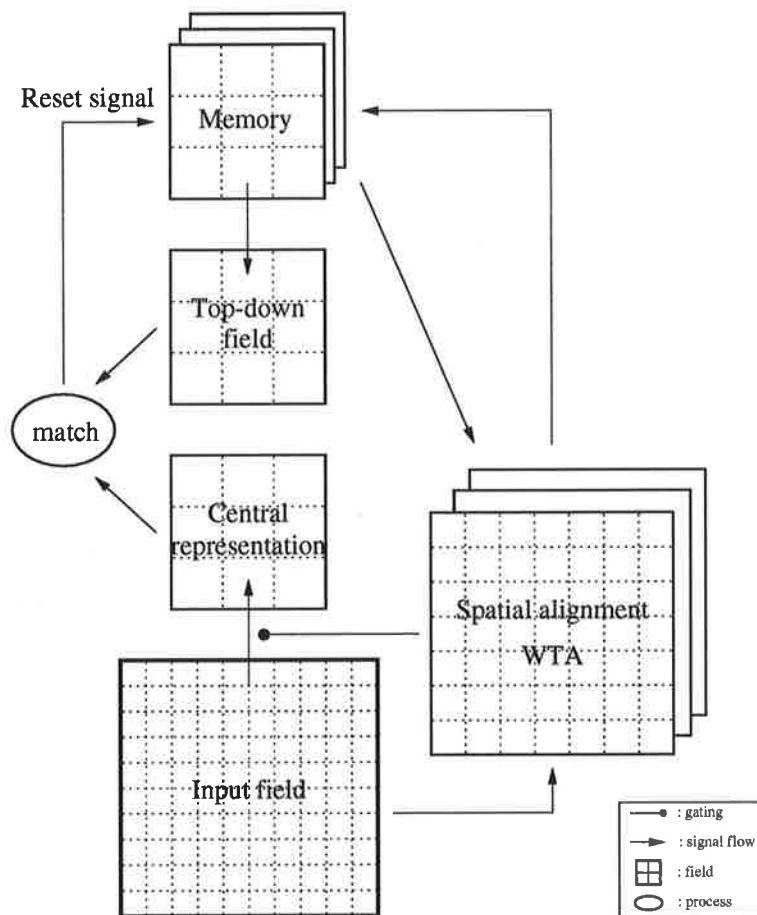 Reset signal
Memory
Top-down
field
match
Central
representation
Spatial alignment
WTA
Input field
: gating
: signal flow
: field
: process